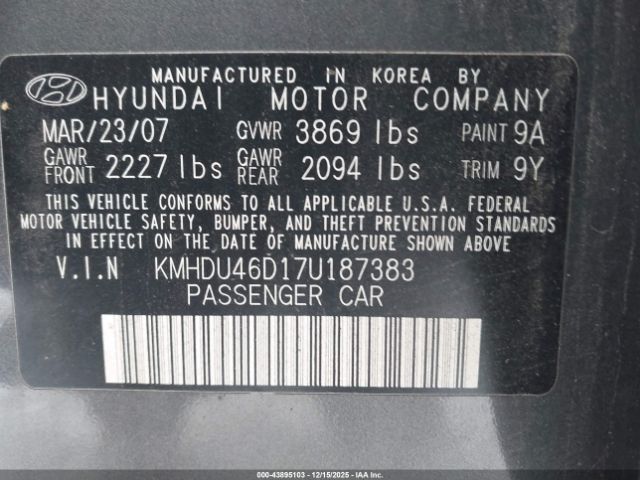 MANUFACTURED IN KOREA BY
HYUNDAI MOTOR COMPANY
MAR/23/07 GVWR 3869 lbs PAINT 9A
GAWR FRONT 2227 lbs GAWR REAR 2094 lbs TRIM 9Y
THIS VEHICLE CONFORMS TO ALL APPLICABLE U.S.A. FEDERAL
MOTOR VEHICLE SAFETY, BUMPER, AND THEFT PREVENTION STANDARDS
IN EFFECT ON THE DATE OF MANUFACTURE SHOWN ABOVE
V.I.N KMHDU46D17U187383
PASSENGER CAR
000-43895103 - 12/15/2025 - IAA, Inc.